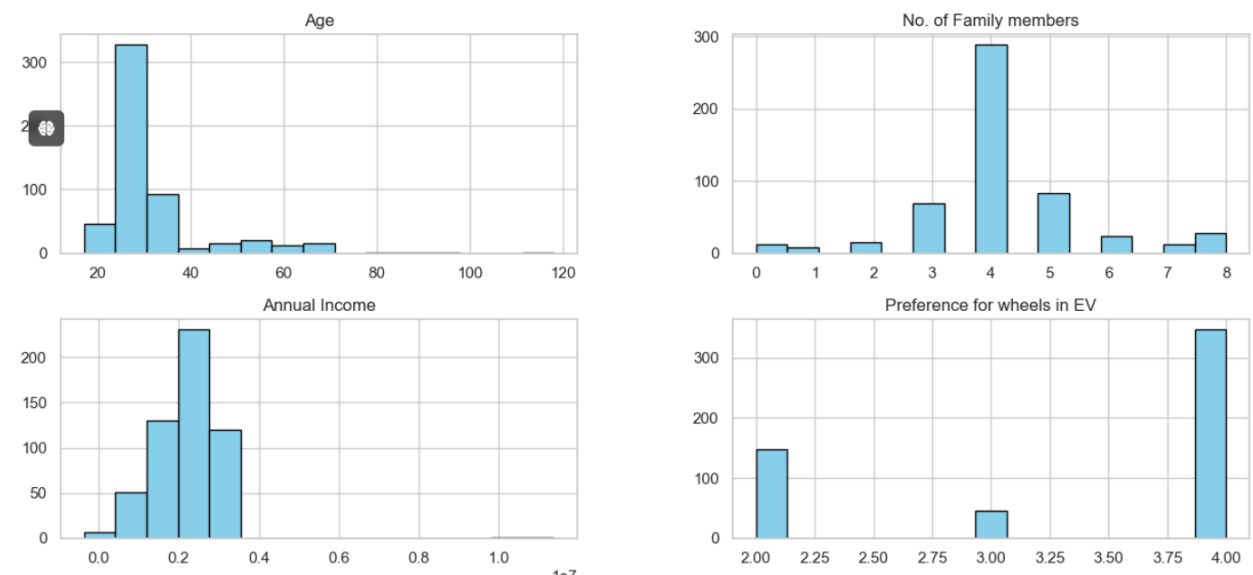 Age
No. of Family members
300
100
0
20 40 60 80 100 120
300
200
100
0
0 1 2 3 4 5 6 7 8
Annual Income
Preference for wheels in EV
200
150
100
50
0
0.0 0.2 0.4 0.6 0.8 1.0
300
200
100
0
2.00 2.25 2.50 2.75 3.00 3.25 3.50 3.75 4.00